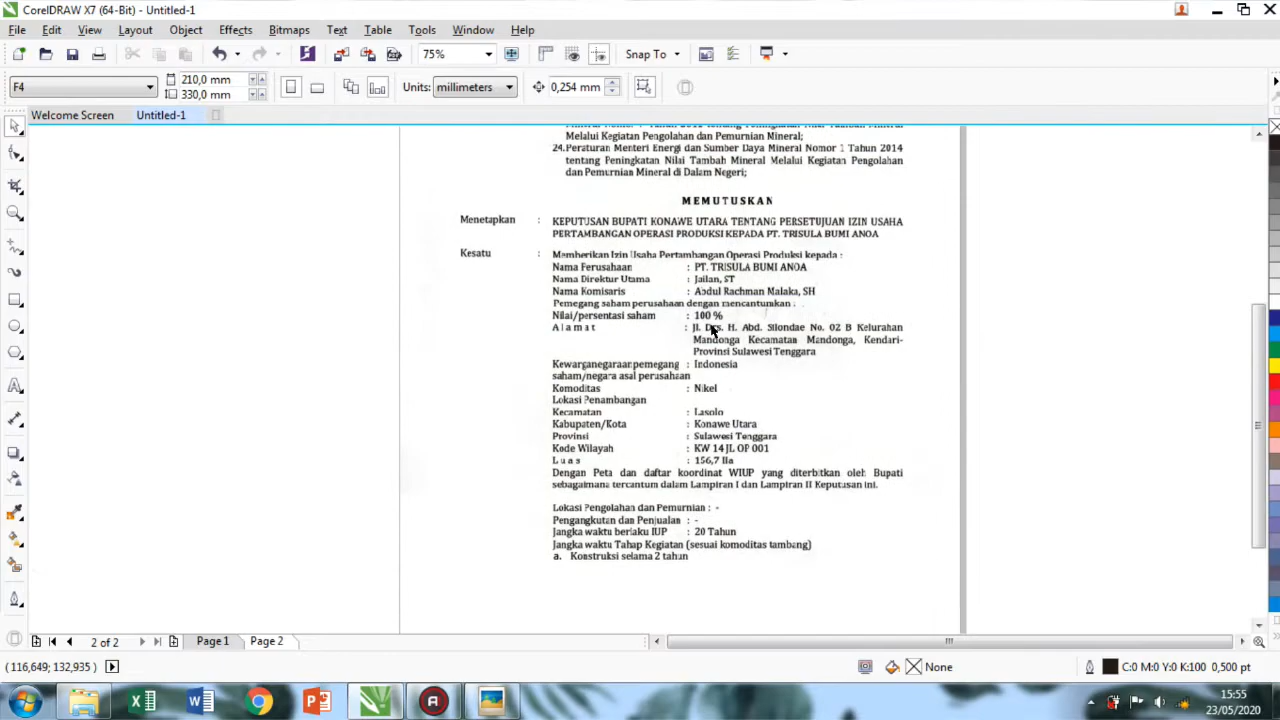 CorelDRAW X7 (64-Bit) - Untitled-1
File Edit View Layout Object Effects Bitmaps Text Table Tools Window Help
75% Snap To
F4 210,0 mm 330,0 mm Units: millimeters 0,254 mm
Welcome Screen Untitled-1
Melalui Kegiatan Pengolahan dan Pemurnian Mineral;
24.Peraturan Menteri Energi dan Sumber Daya Mineral Nomor 1 Tahun 2014
tentang Peningkatan Nilai Tambah Mineral Melalui Kegiatan Pengolahan
dan Pemurnian Mineral di Dalam Negeri;
MEMUTUSKAN
Menetapkan : KEPUTUSAN BUPATI KONAWE UTARA TENTANG PERSETUJUAN IZIN USAHA
PERTAMBANGAN OPERASI PRODUKSI KEPADA PT. TRISULA BUMI ANOA
Kesatu : Memberikan Izin Usaha Pertambangan Operasi Produksi kepada :
Nama Perusahaan : PT. TRISULA BUMI ANOA
Nama Direktur Utama : Jailan, ST
Nama Komisaris : Abdul Rachman Malaka, SH
Pemegang saham perusahaan dengan mencantumkan :
Nilai/persentasi saham : 100 %
A l a m a t : Jl. Drs. H. Abd. Silondae No. 02 B Kelurahan
Mandonga Kecamatan Mandonga, Kendari-
Provinsi Sulawesi Tenggara
Kewarganegaraan pemegang : Indonesia
saham/negara asal perusahaan
Komoditas : Nikel
Lokasi Penambangan
Kecamatan : Lasolo
Kabupaten/Kota : Konawe Utara
Provinsi : Sulawesi Tenggara
Kode Wilayah : KW 14 JL OP 001
L u a s : 156,7 Ha
Dengan Peta dan daftar koordinat WIUP yang diterbitkan oleh Bupati
sebagaimana tercantum dalam Lampiran I dan Lampiran II Keputusan ini.
Lokasi Pengolahan dan Pemurnian : -
Pengangkutan dan Penjualan : -
Jangka waktu berlaku IUP : 20 Tahun
Jangka waktu Tahap Kegiatan (sesuai komoditas tambang)
a. Konstruksi selama 2 tahun
2 of 2 Page 1 Page 2
(116,649; 132,935) None C:0 M:0 Y:0 K:100 0,500 pt
15:55
23/05/2020